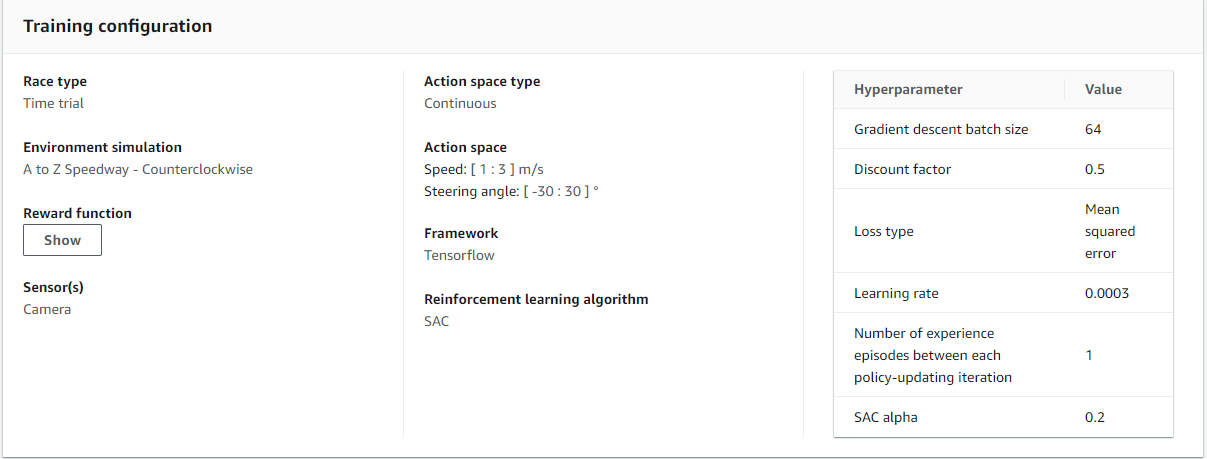 Training configuration
Race type
Time trial
Environment simulation
A to Z Speedway - Counterclockwise
Reward function
Show
Sensor(s)
Camera
Action space type
Continuous
Action space
Speed: [ 1 : 3 ] m/s
Steering angle: [ -30 : 30 ] °
Framework
Tensorflow
Reinforcement learning algorithm
SAC
Hyperparameter Value
Gradient descent batch size 64
Discount factor 0.5
Loss type Mean
squared
error
Learning rate 0.0003
Number of experience
episodes between each 1
policy-updating iteration
SAC alpha 0.2